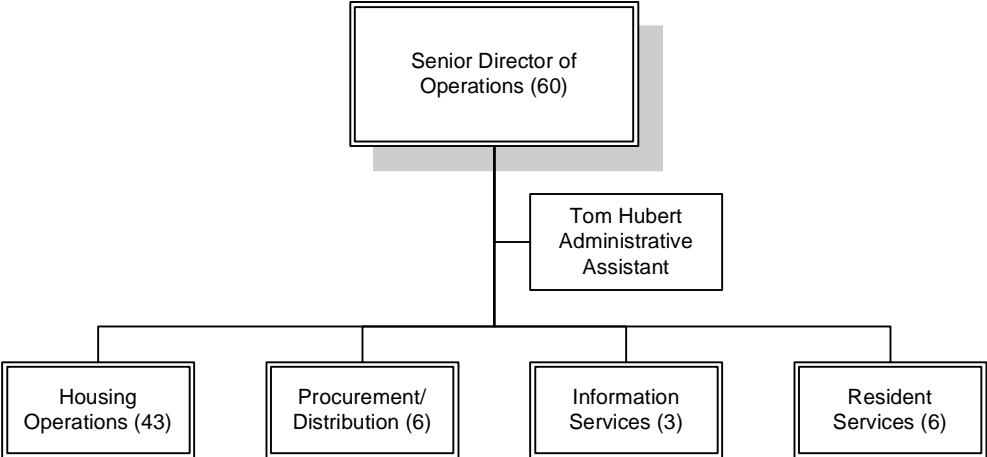 Senior Director of
Operations (60)
Tom Hubert
Administrative
Assistant
Housing
Operations (43)
Procurement/
Distribution (6)
Information
Services (3)
Resident
Services (6)